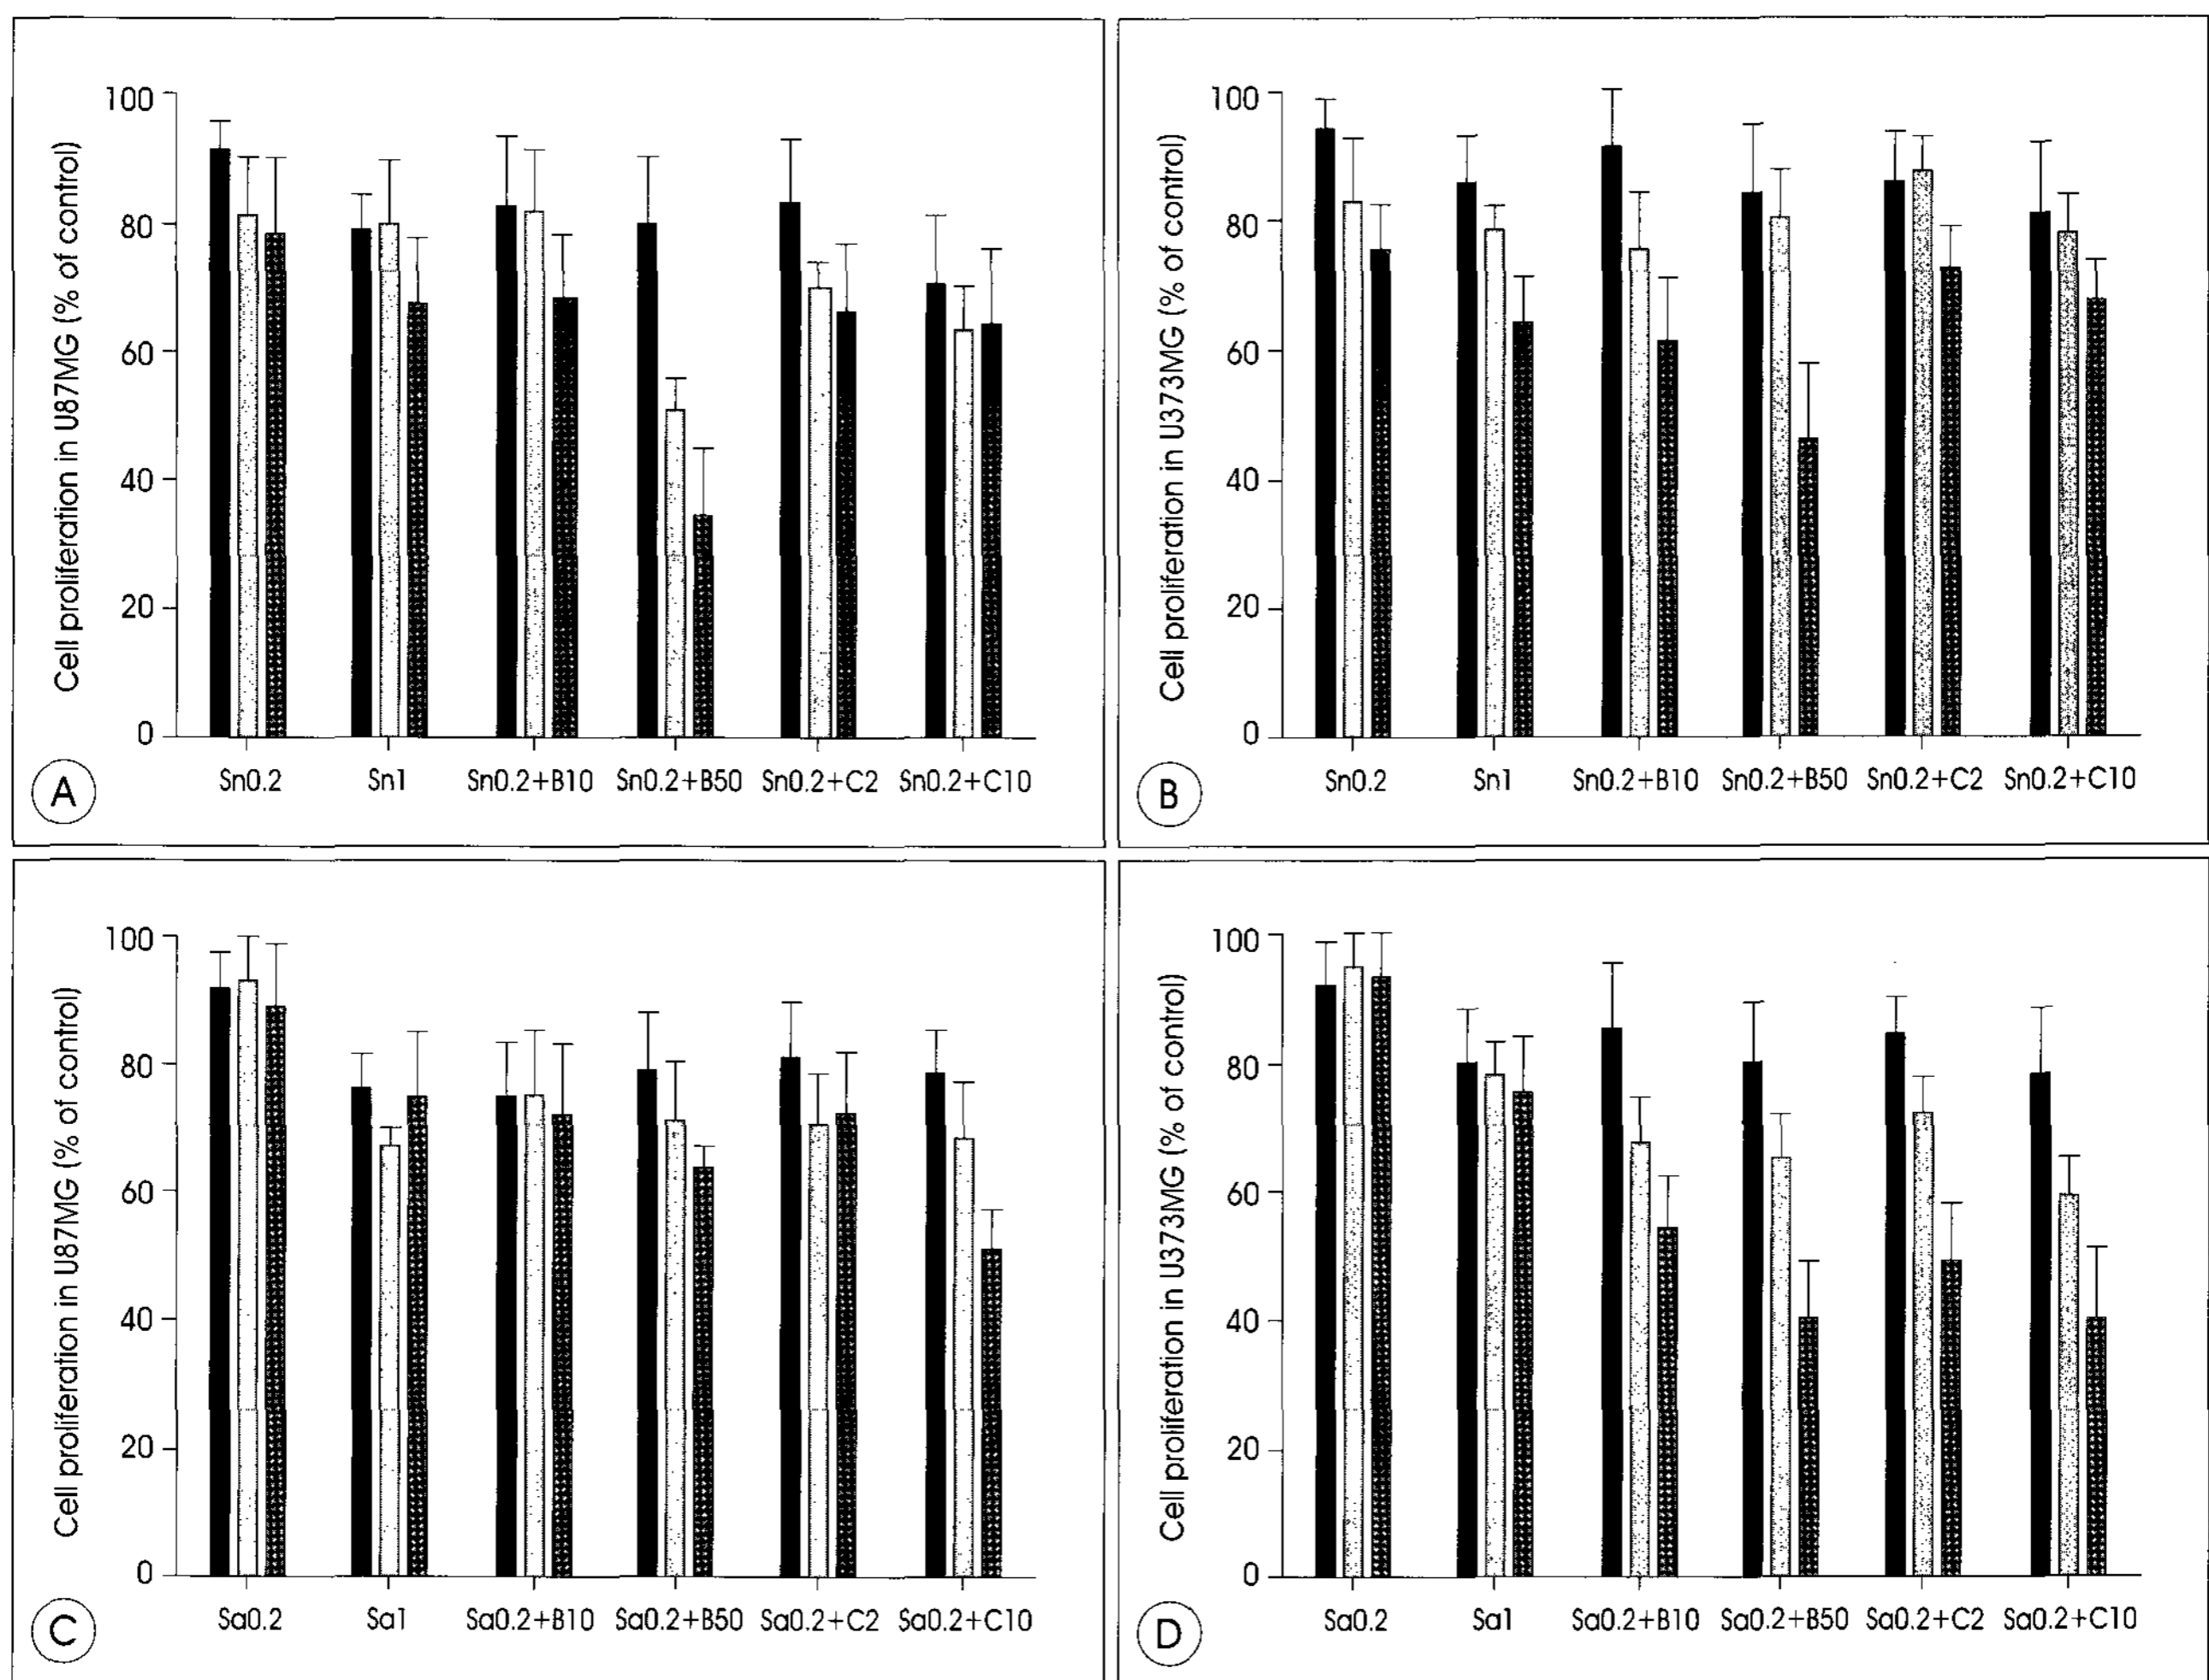 Cell proliferation in U87MG (% of control)
100
80
60
40
20
0
Sn0.2 Sn1 Sn0.2+B10 Sn0.2+B50 Sn0.2+C2 Sn0.2+C10
A
Cell proliferation in U373MG (% of control)
100
80
60
40
20
0
Sn0.2 Sn1 Sn0.2+B10 Sn0.2+B50 Sn0.2+C2 Sn0.2+C10
B
Cell proliferation in U87MG (% of control)
100
80
60
40
20
0
Sa0.2 Sa1 Sa0.2+B10 Sa0.2+B50 Sa0.2+C2 Sa0.2+C10
C
Cell proliferation in U373MG (% of control)
100
80
60
40
20
0
Sa0.2 Sa1 Sa0.2+B10 Sa0.2+B50 Sa0.2+C2 Sa0.2+C10
D